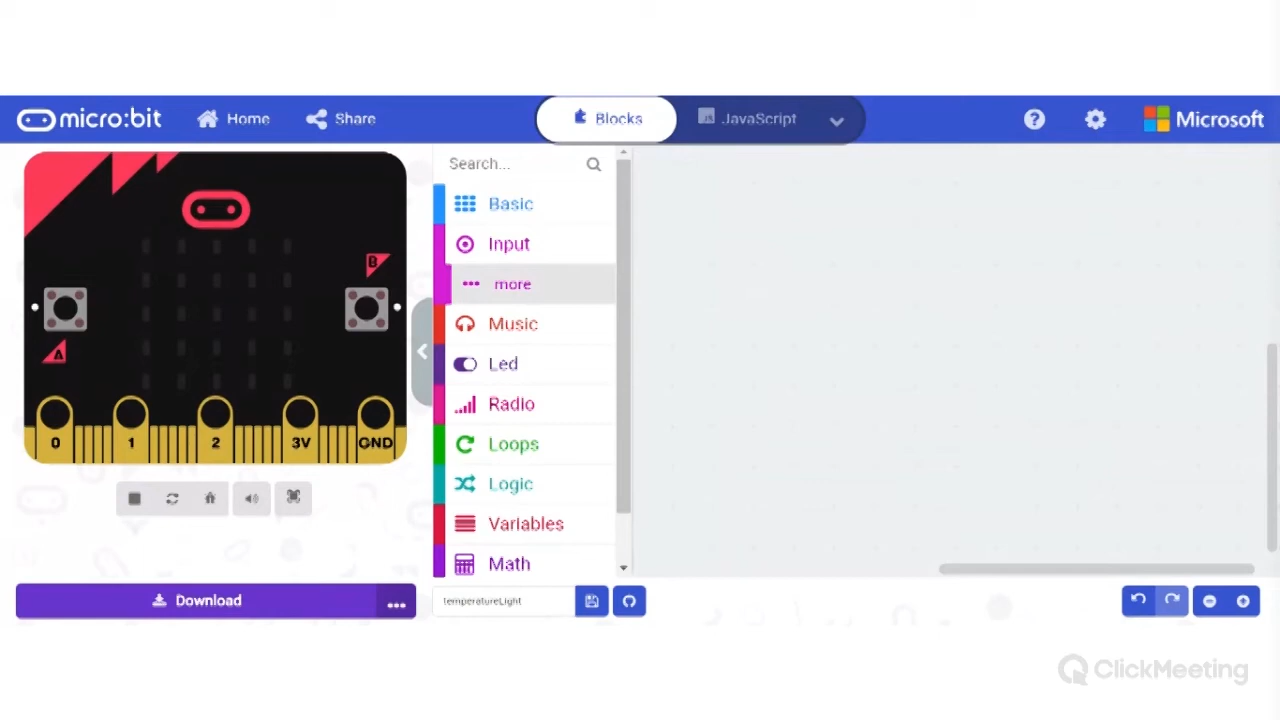 micro:bit Home Share Blocks JavaScript Microsoft
Search...
Basic
Input
more
Music
Led
Radio
Loops
Logic
Variables
Math
B
A
0 1 2 3V GND
Download
temperatureLight
ClickMeeting